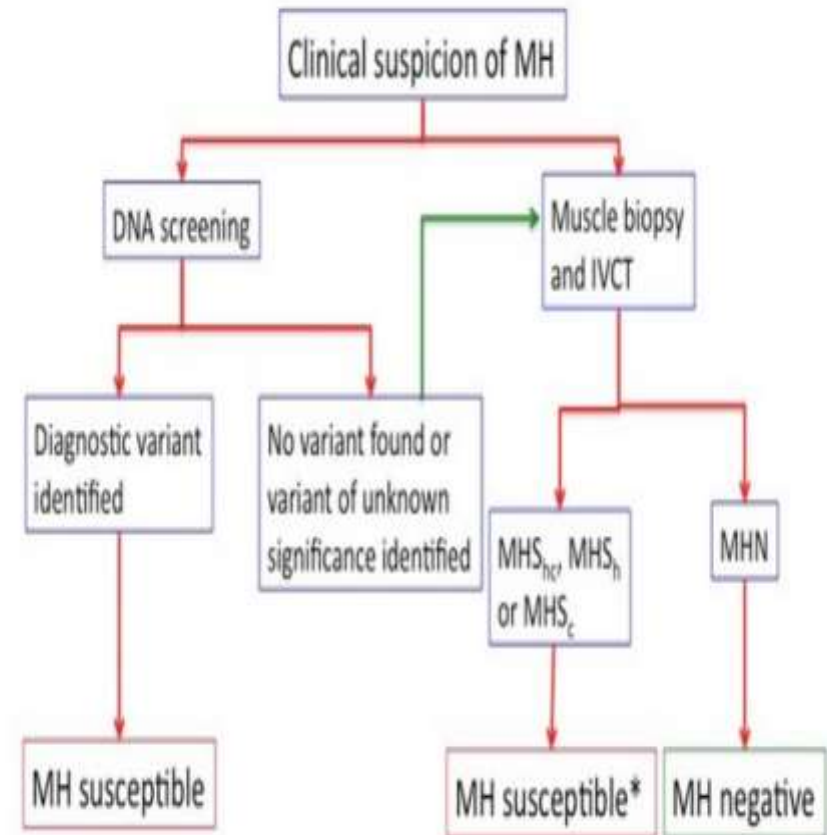 Clinical suspicion of MH
DNA screening
Muscle biopsy
and IVCT
Diagnostic variant
identified
No variant found or
variant of unknown
significance identified
MHShc, MHSh
or MHSc
MHN
MH susceptible
MH susceptible*
MH negative